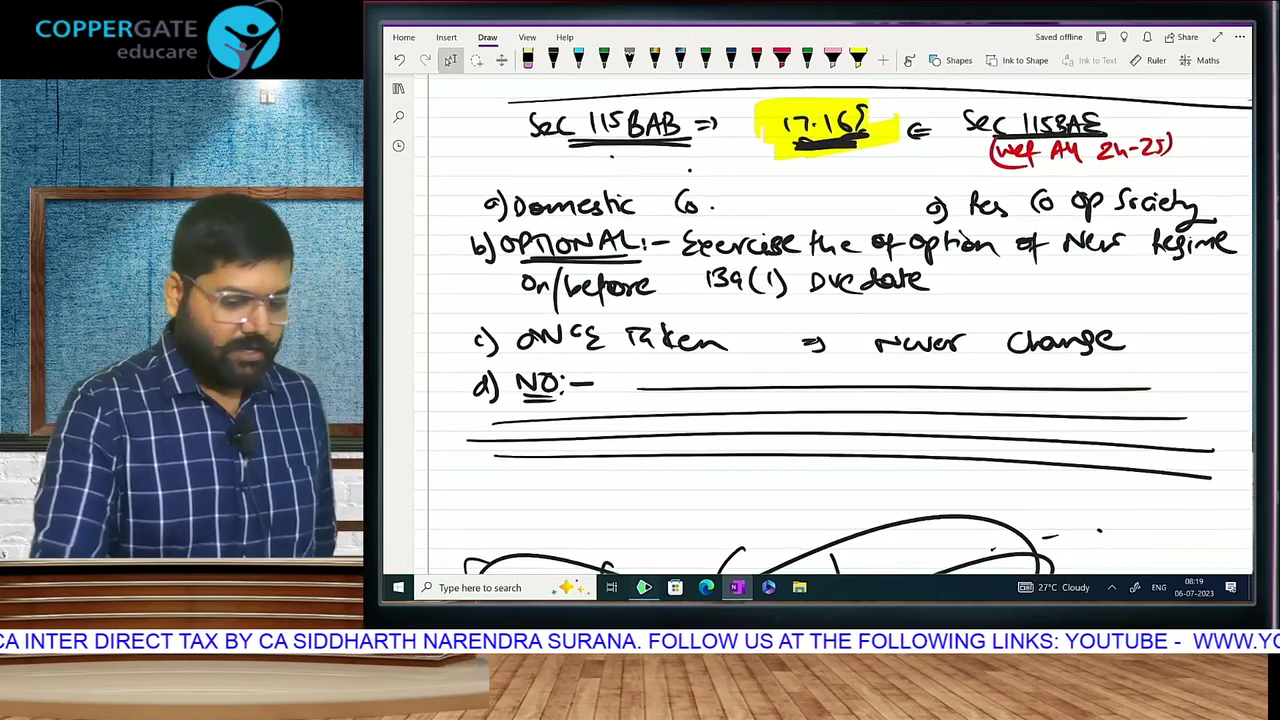 COPPERGATE
educare
Home Insert Draw View Help
Saved offline Share
Shapes Ink to Shape Ink to Text Ruler Maths
Sec 115BAB ⇒ 17.16% ⇐ Sec 115BAE
(wef AY 24-25)
a) Domestic Co. a) Res Co Op Society
b) OPTIONAL:- Exercise the of option of New Regime
on/before 139(1) Due date
c) ONCE Taken ⇒ Never change
d) NO:-
Type here to search
27°C Cloudy ENG 08:19
06-07-2023
CA INTER DIRECT TAX BY CA SIDDHARTH NARENDRA SURANA. FOLLOW US AT THE FOLLOWING LINKS: YOUTUBE - WWW.YO